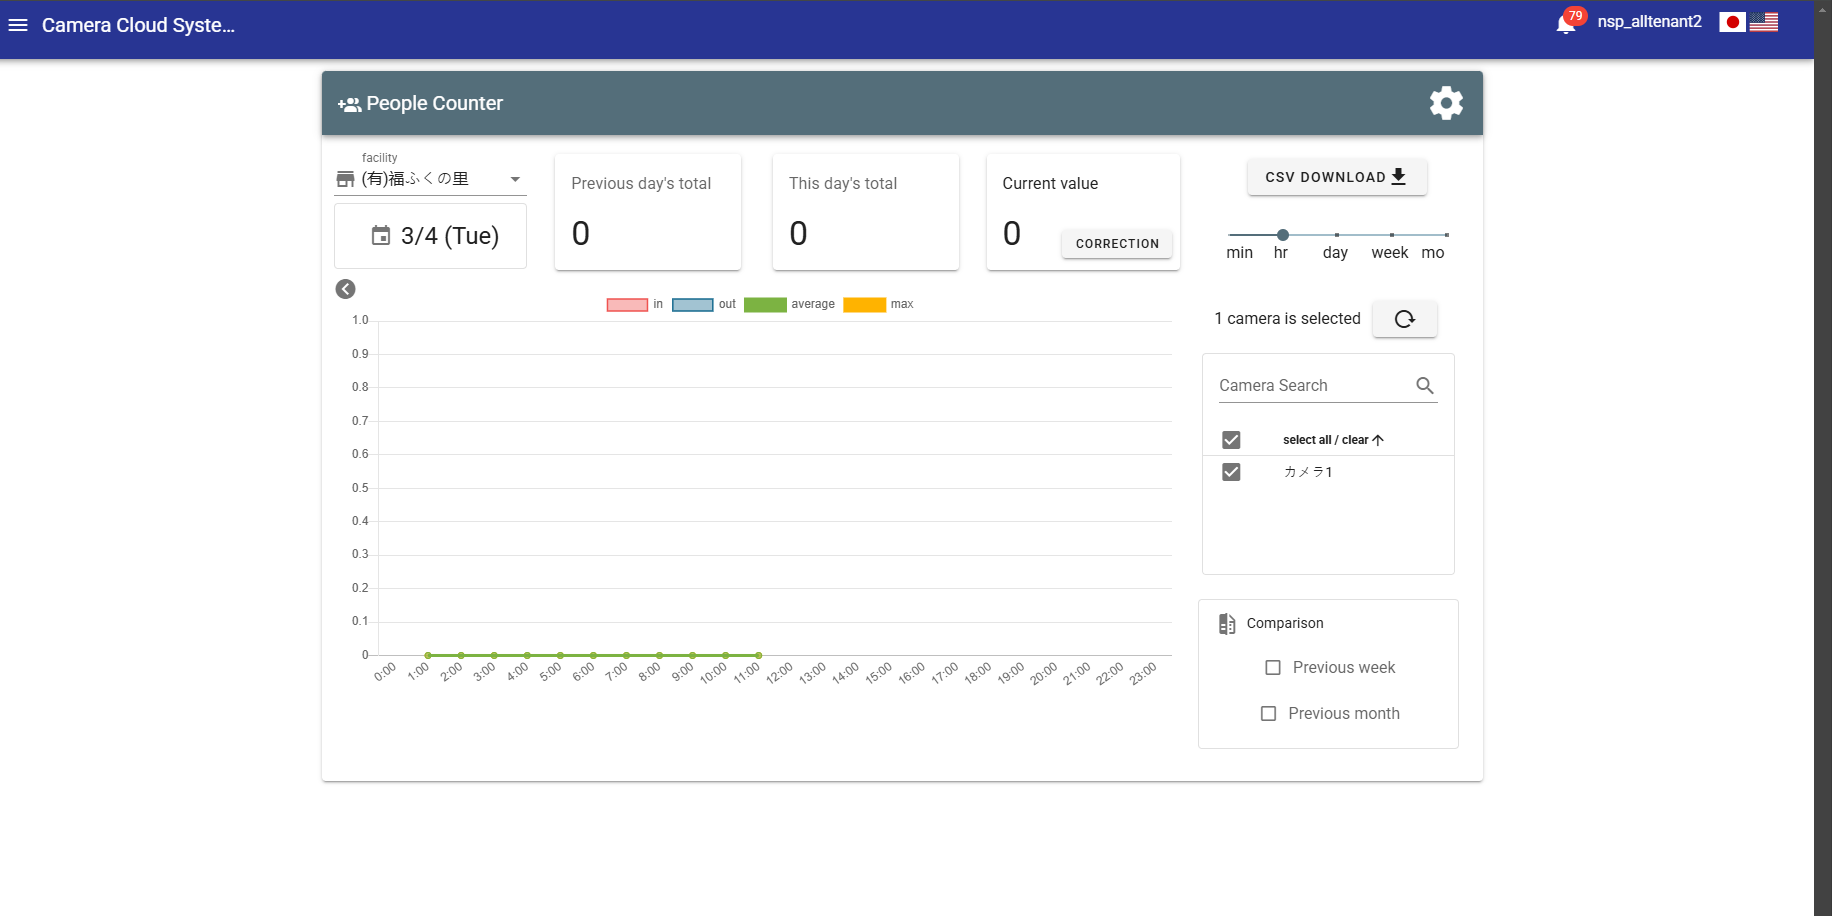 Camera Cloud Syste...
79
nsp_alltenant2
People Counter
facility
(有)福ふくの里
3/4 (Tue)
Previous day's total
0
This day's total
0
Current value
0
CORRECTION
CSV DOWNLOAD
min hr day week mo
in out average max
1.0
0.9
0.8
0.7
0.6
0.5
0.4
0.3
0.2
0.1
0
0:00 1:00 2:00 3:00 4:00 5:00 6:00 7:00 8:00 9:00 10:00 11:00 12:00 13:00 14:00 15:00 16:00 17:00 18:00 19:00 20:00 21:00 22:00 23:00
1 camera is selected
Camera Search
select all / clear
カメラ1
Comparison
Previous week
Previous month